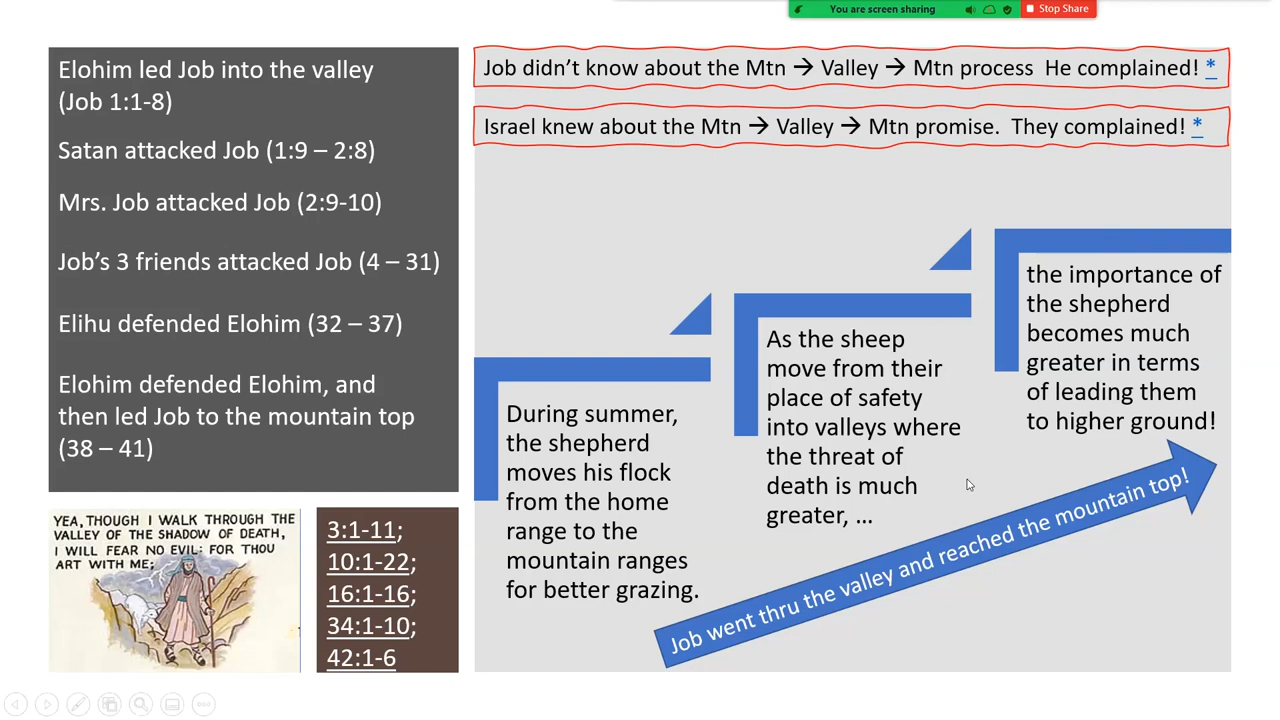 You are screen sharing
Stop Share
Elohim led Job into the valley
(Job 1:1-8)
Satan attacked Job (1:9 – 2:8)
Mrs. Job attacked Job (2:9-10)
Job’s 3 friends attacked Job (4 – 31)
Elihu defended Elohim (32 – 37)
Elohim defended Elohim, and
then led Job to the mountain top
(38 – 41)
YEA, THOUGH I WALK THROUGH THE
VALLEY OF THE SHADOW OF DEATH,
I WILL FEAR NO EVIL: FOR THOU
ART WITH ME;
3:1-11;
10:1-22;
16:1-16;
34:1-10;
42:1-6
Job didn’t know about the Mtn → Valley → Mtn process  He complained! *
Israel knew about the Mtn → Valley → Mtn promise.  They complained! *
During summer,
the shepherd
moves his flock
from the home
range to the
mountain ranges
for better grazing.
As the sheep
move from their
place of safety
into valleys where
the threat of
death is much
greater, …
the importance of
the shepherd
becomes much
greater in terms
of leading them
to higher ground!
Job went thru the valley and reached the mountain top!